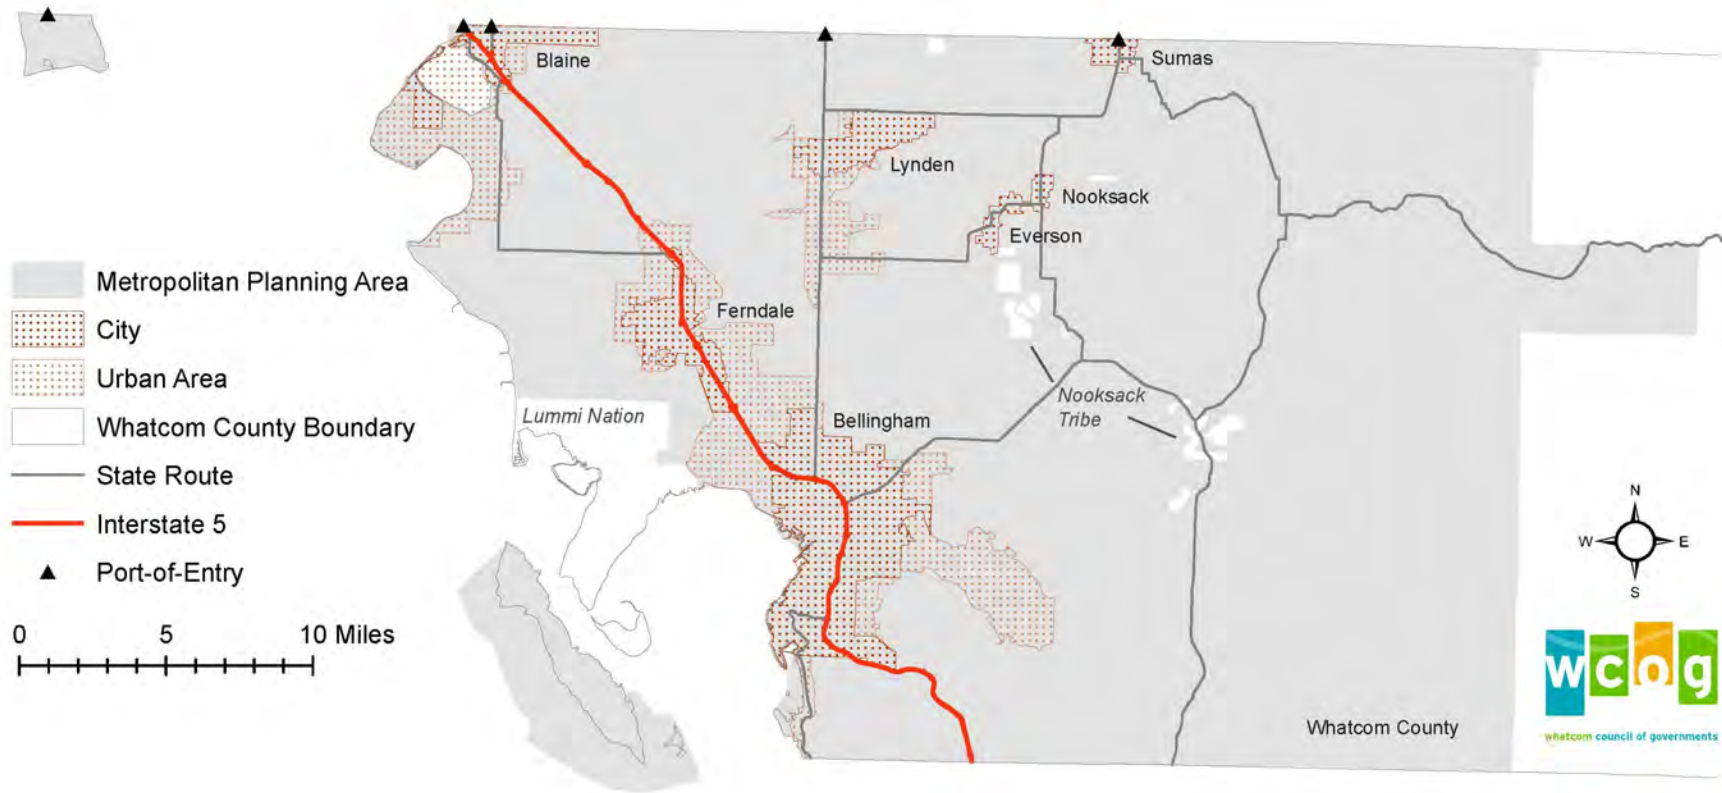 Blaine
Sumas
Lynden
Nooksack
Everson
Metropolitan Planning Area
City
Urban Area
Whatcom County Boundary
State Route
Interstate 5
Port-of-Entry
0 5 10 Miles
Ferndale
Lummi Nation
Bellingham
Nooksack
Tribe
N
W E
S
Whatcom County
wcog
whatcom council of governments